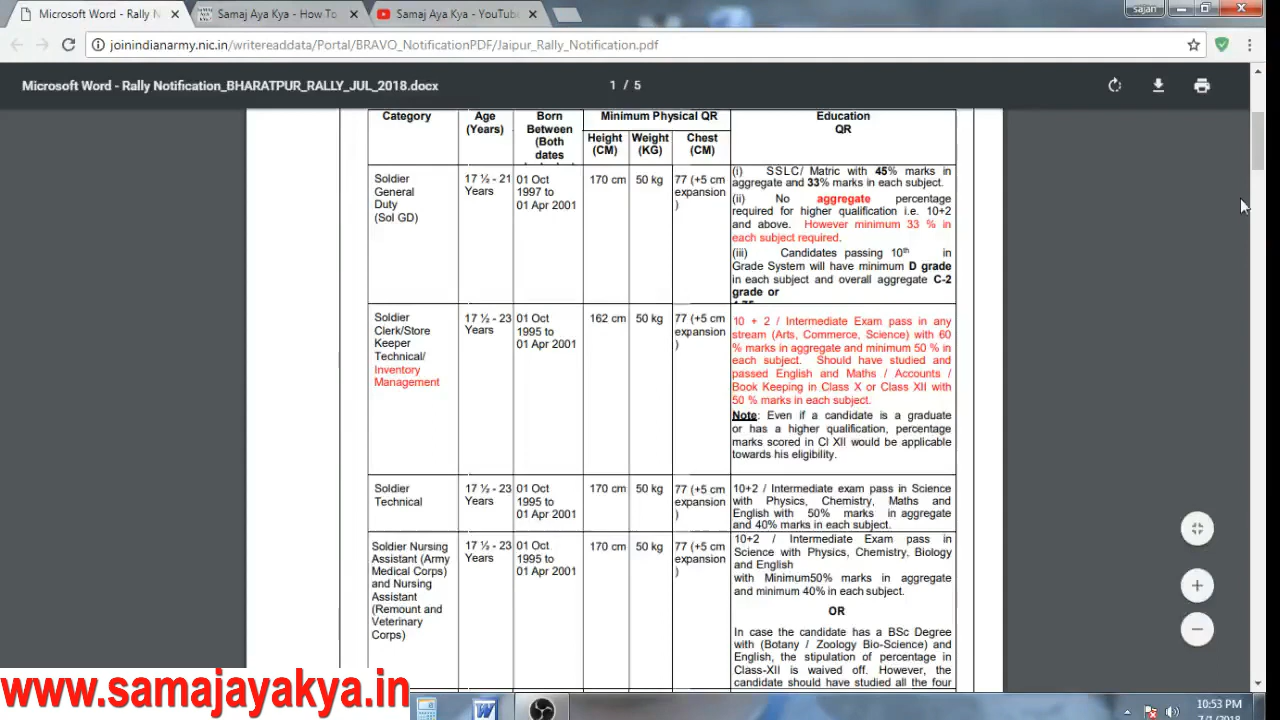 Microsoft Word - Rally N
Samaj Aya Kya - How To
Samaj Aya Kya - YouTube
sajan
joinindianarmy.nic.in/writereaddata/Portal/BRAVO_NotificationPDF/Jaipur_Rally_Notification.pdf
Microsoft Word - Rally Notification_BHARATPUR_RALLY_JUL_2018.docx
1 / 5
Category
Age
(Years)
Born
Between
(Both
dates
Minimum Physical QR
Height
(CM)
Weight
(KG)
Chest
(CM)
Education
QR
Soldier
General
Duty
(Sol GD)
17 ½ - 21
Years
01 Oct
1997 to
01 Apr 2001
170 cm
50 kg
77 (+5 cm
expansion
)
(i) SSLC/ Matric with 45% marks in
aggregate and 33% marks in each subject.
(ii) No aggregate percentage
required for higher qualification i.e. 10+2
and above. However minimum 33 % in
each subject required.
(iii) Candidates passing 10th in
Grade System will have minimum D grade
in each subject and overall aggregate C-2
grade or
Soldier
Clerk/Store
Keeper
Technical/
Inventory
Management
17 ½ - 23
Years
01 Oct
1995 to
01 Apr 2001
162 cm
50 kg
77 (+5 cm
expansion
)
10 + 2 / Intermediate Exam pass in any
stream (Arts, Commerce, Science) with 60
% marks in aggregate and minimum 50 % in
each subject. Should have studied and
passed English and Maths / Accounts /
Book Keeping in Class X or Class XII with
50 % marks in each subject.
Note: Even if a candidate is a graduate
or has a higher qualification, percentage
marks scored in Cl XII would be applicable
towards his eligibility.
Soldier
Technical
17 ½ - 23
Years
01 Oct
1995 to
01 Apr 2001
170 cm
50 kg
77 (+5 cm
expansion
)
10+2 / Intermediate exam pass in Science
with Physics, Chemistry, Maths and
English with 50% marks in aggregate
and 40% marks in each subject.
Soldier Nursing
Assistant (Army
Medical Corps)
and Nursing
Assistant
(Remount and
Veterinary
Corps)
17 ½ - 23
Years
01 Oct
1995 to
01 Apr 2001
170 cm
50 kg
77 (+5 cm
expansion
)
10+2 / Intermediate Exam pass in
Science with Physics, Chemistry, Biology
and English
with Minimum50% marks in aggregate
and minimum 40% in each subject.
OR
In case the candidate has a BSc Degree
with (Botany / Zoology Bio-Science) and
English, the stipulation of percentage in
Class-XII is waived off. However, the
candidate should have studied all the four
www.samajayakya.in
10:53 PM
7/1/2018